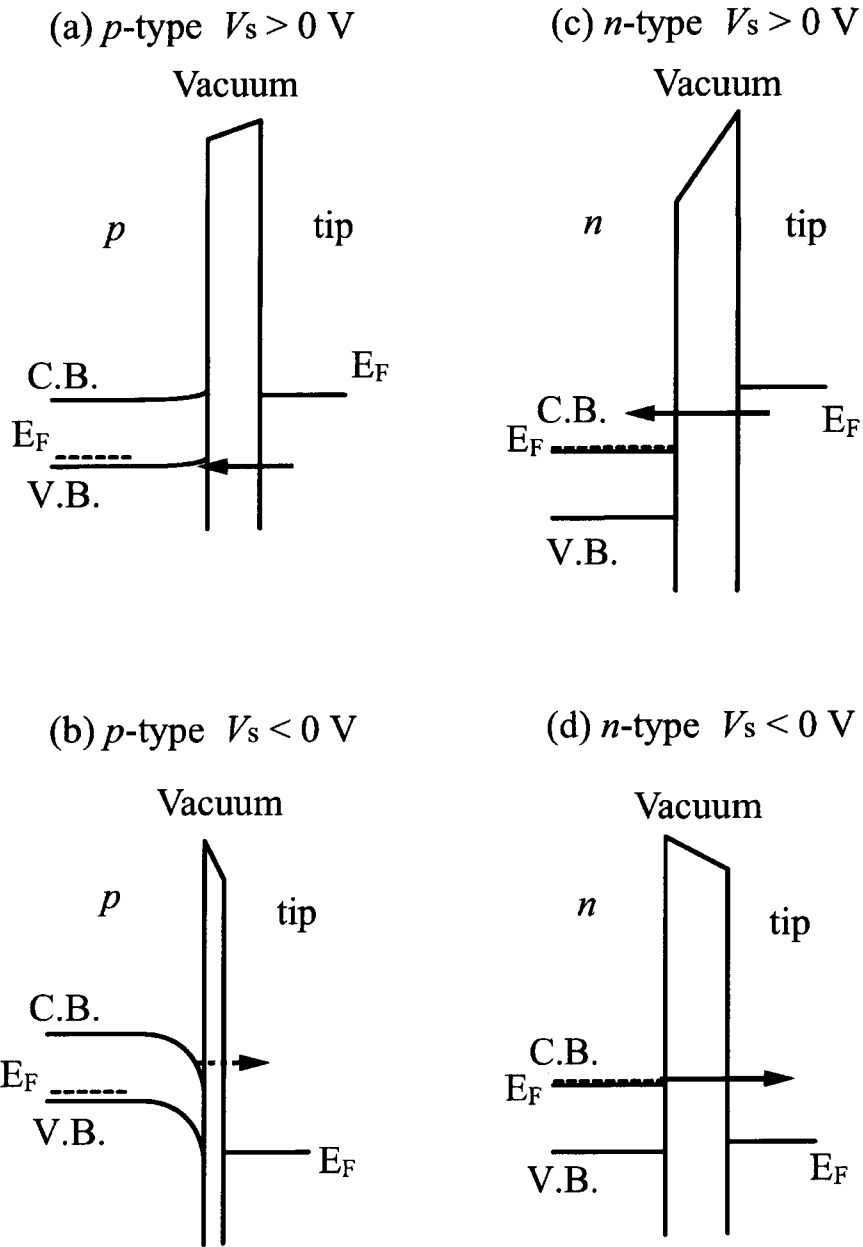 (a) p-type Vs > 0 V
Vacuum
p
tip
C.B.
EF
EF
V.B.
(c) n-type Vs > 0 V
Vacuum
n
tip
C.B.
EF
EF
V.B.
(b) p-type Vs < 0 V
Vacuum
p
tip
C.B.
EF
V.B.
EF
(d) n-type Vs < 0 V
Vacuum
n
tip
C.B.
EF
V.B.
EF